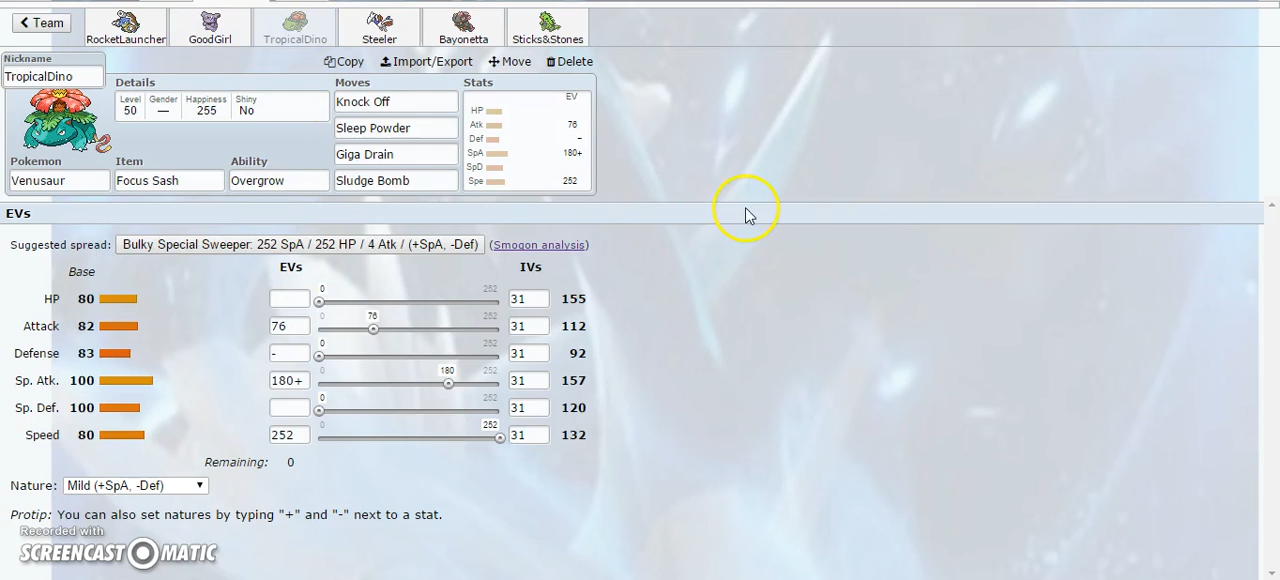 < Team
RocketLauncher GoodGirl TropicalDino Steeler Bayonetta Sticks&Stones
Nickname
TropicalDino
Copy Import/Export Move Delete
Details
Level Gender Happiness Shiny
50 — 255 No
Pokemon
Venusaur
Item
Focus Sash
Ability
Overgrow
Moves
Knock Off
Sleep Powder
Giga Drain
Sludge Bomb
Stats
EV
HP
Atk 76
Def -
SpA 180+
SpD
Spe 252
EVs
Suggested spread: Bulky Special Sweeper: 252 SpA / 252 HP / 4 Atk / (+SpA, -Def) (Smogon analysis)
Base EVs IVs
HP 80 0 252 31 155
Attack 82 76 0 76 252 31 112
Defense 83 - 0 252 31 92
Sp. Atk. 100 180+ 0 180 252 31 157
Sp. Def. 100 0 252 31 120
Speed 80 252 0 252 31 132
Remaining: 0
Nature: Mild (+SpA, -Def)
Protip: You can also set natures by typing "+" and "-" next to a stat.
Recorded with
SCREENCAST MATIC